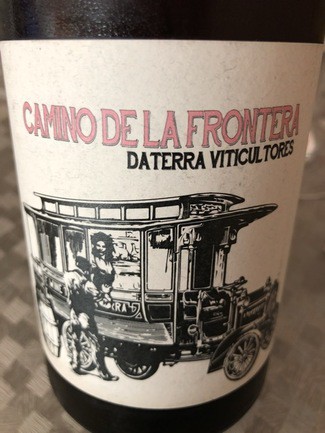 CAMINO DE LA FRONTERA
DATERRA VITICULTORES